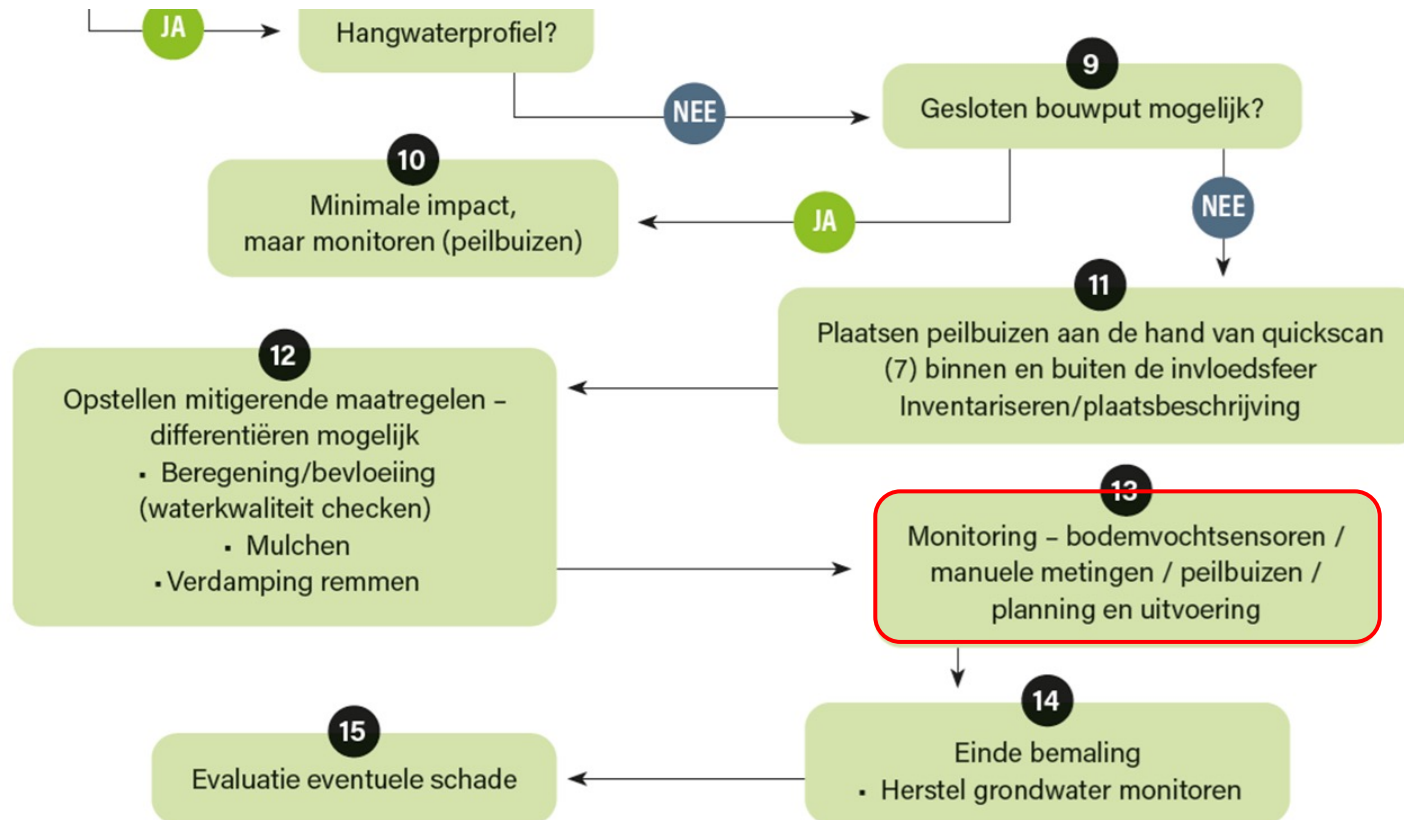 JA
Hangwaterprofiel?
NEE
9
Gesloten bouwput mogelijk?
10
Minimale impact,
maar monitoren (peilbuizen)
JA
NEE
11
Plaatsen peilbuizen aan de hand van quickscan
(7) binnen en buiten de invloedsfeer
Inventariseren/plaatsbeschrijving
12
Opstellen mitigerende maatregelen –
differentiëren mogelijk
▪ Beregening/bevloeiing
(waterkwaliteit checken)
▪ Mulchen
▪ Verdamping remmen
13
Monitoring – bodemvochtsensoren /
manuele metingen / peilbuizen /
planning en uitvoering
14
Einde bemaling
▪ Herstel grondwater monitoren
15
Evaluatie eventuele schade